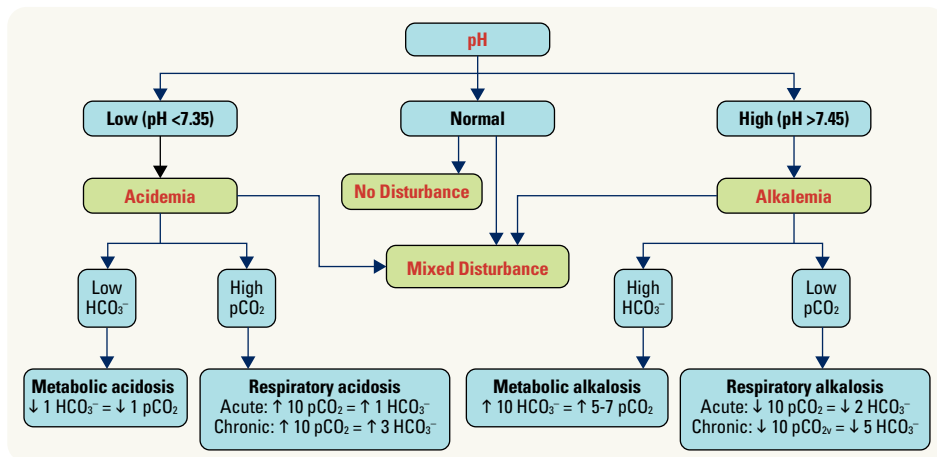 pH
Low (pH <7.35)
Normal
High (pH >7.45)
Acidemia
No Disturbance
Alkalemia
Mixed Disturbance
Low
HCO₃⁻
High
pCO₂
High
HCO₃⁻
Low
pCO₂
Metabolic acidosis
↓ 1 HCO₃⁻ = ↓ 1 pCO₂
Respiratory acidosis
Acute: ↑ 10 pCO₂ = ↑ 1 HCO₃⁻
Chronic: ↑ 10 pCO₂ = ↑ 3 HCO₃⁻
Metabolic alkalosis
↑ 10 HCO₃⁻ = ↑ 5-7 pCO₂
Respiratory alkalosis
Acute: ↓ 10 pCO₂ = ↓ 2 HCO₃⁻
Chronic: ↓ 10 pCO₂ᵥ = ↓ 5 HCO₃⁻